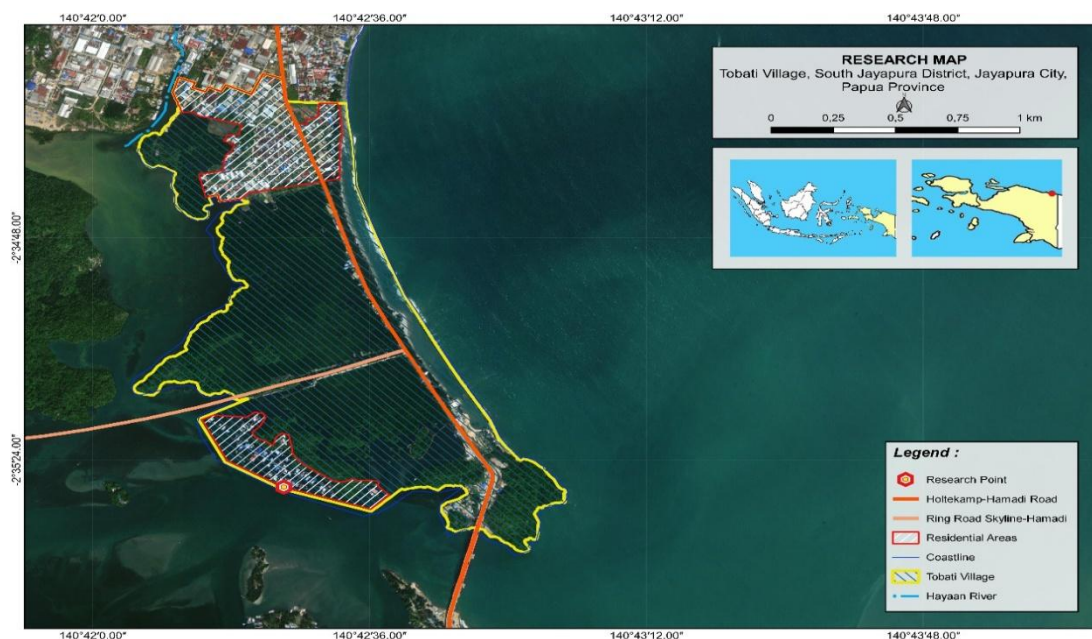 140°42'0.00"
140°42'36.00"
140°43'12.00"
140°43'48.00"
RESEARCH MAP
Tobati Village, South Jayapura District, Jayapura City,
Papua Province
0 0,25 0,5 0,75 1 km
-2°34'48.00"
-2°35'24.00"
Legend :
Research Point
Holtekamp-Hamadi Road
Ring Road Skyline-Hamadi
Residential Areas
Coastline
Tobati Village
Hayaan River
140°42'0.00"
140°42'36.00"
140°43'12.00"
140°43'48.00"